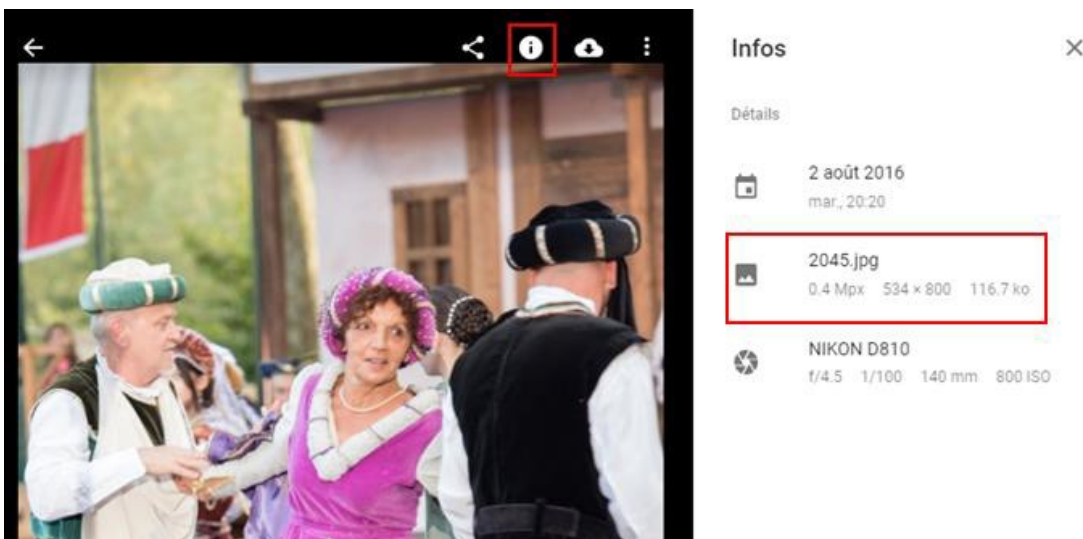 Infos
Détails
2 août 2016
mar., 20:20
2045.jpg
0.4 Mpx 534 × 800 116.7 ko
NIKON D810
f/4.5 1/100 140 mm 800 ISO